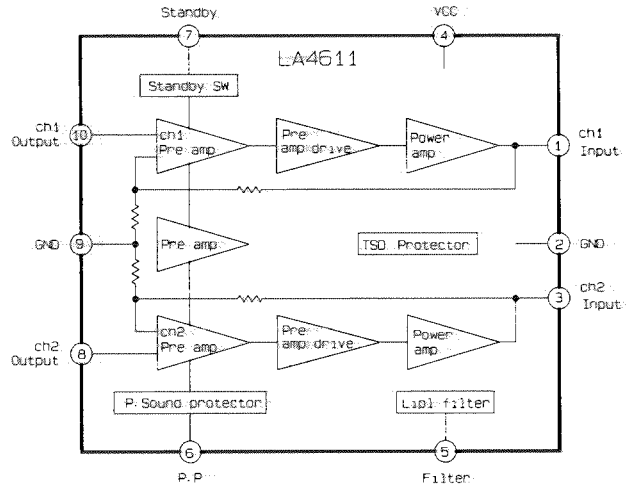 Standby
VCC
7
4
LA4611
Standby SW
ch1
Output
10
ch1
Pre amp
Pre
amp drive
Power
amp
1
ch1
Input
GND
9
Pre amp
TSD Protector
2
GND
3
ch2
Input
ch2
Output
8
ch2
Pre amp
Pre
amp drive
Power
amp
P.Sound protector
Lipl filter
6
5
P.P
Filter